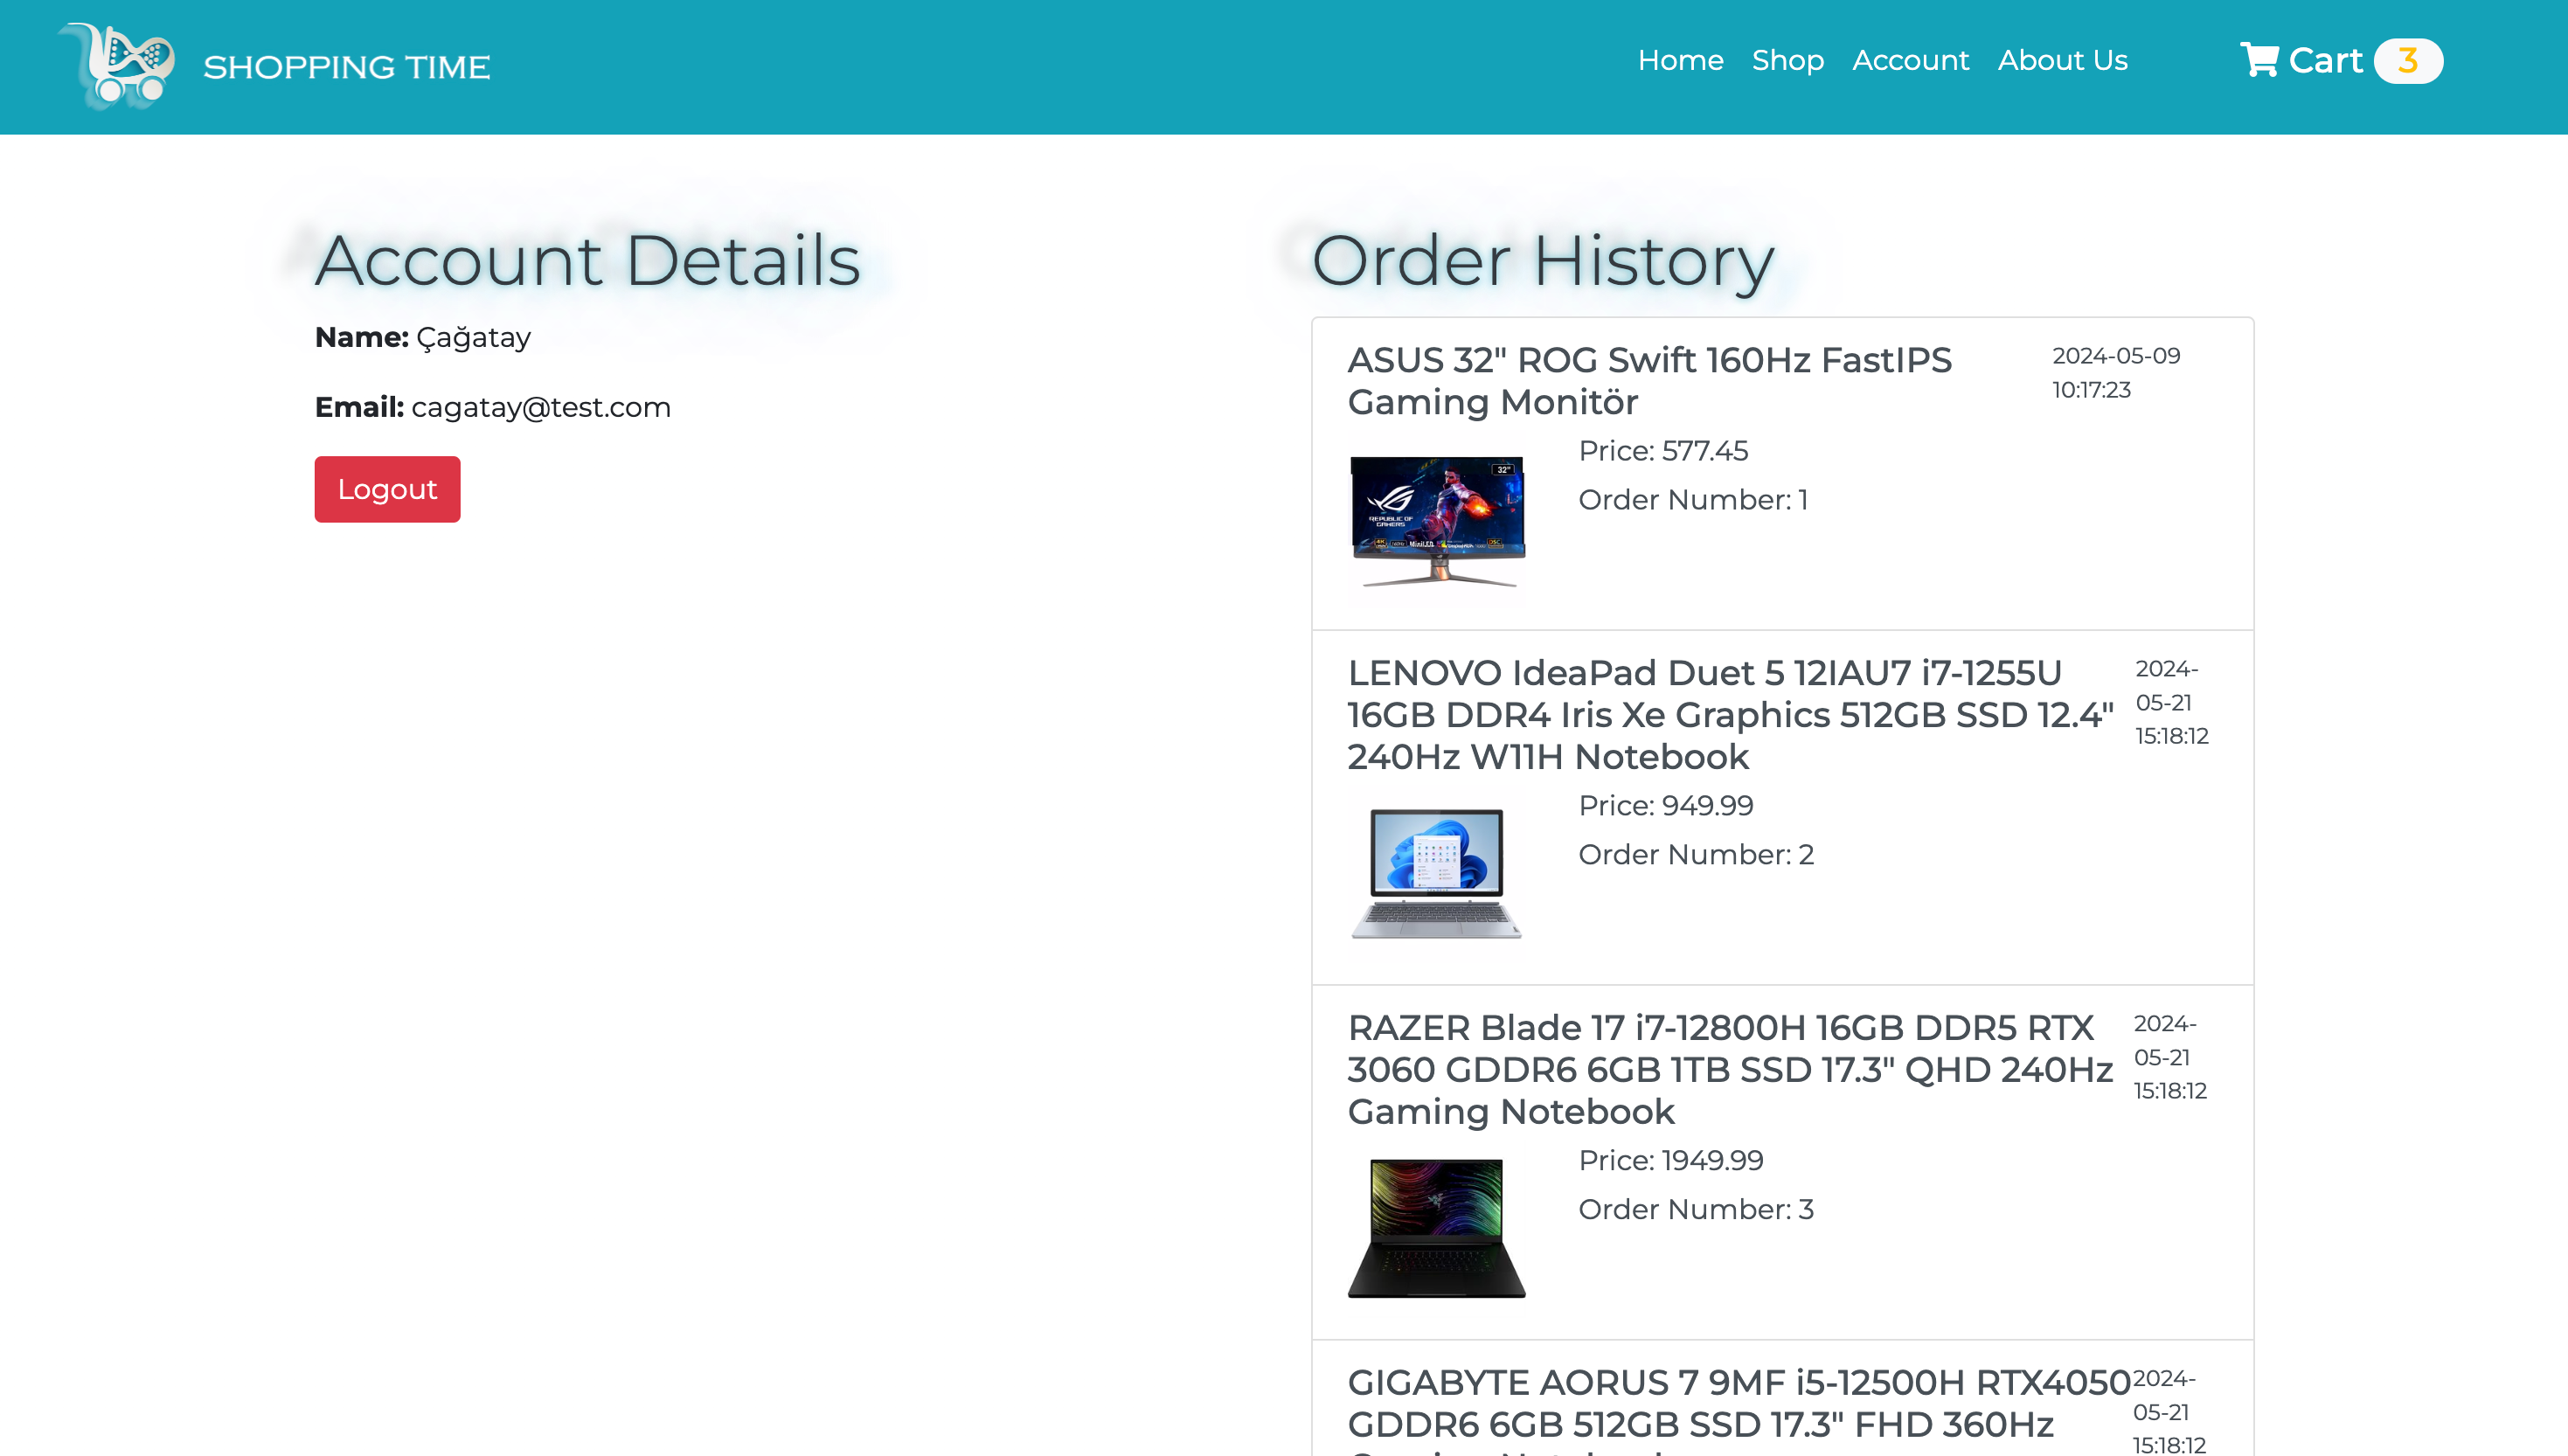 SHOPPING TIME
Home Shop Account About Us Cart 3
Account Details
Name: Çağatay
Email: cagatay@test.com
Logout
Order History
ASUS 32" ROG Swift 160Hz FastIPS
Gaming Monitör
2024-05-09
10:17:23
32"
REPUBLIC OF
GAMERS
Price: 577.45
Order Number: 1
LENOVO IdeaPad Duet 5 12IAU7 i7-1255U
16GB DDR4 Iris Xe Graphics 512GB SSD 12.4"
240Hz W11H Notebook
2024-
05-21
15:18:12
Price: 949.99
Order Number: 2
RAZER Blade 17 i7-12800H 16GB DDR5 RTX
3060 GDDR6 6GB 1TB SSD 17.3" QHD 240Hz
Gaming Notebook
2024-
05-21
15:18:12
Price: 1949.99
Order Number: 3
GIGABYTE AORUS 7 9MF i5-12500H RTX4050
GDDR6 6GB 512GB SSD 17.3" FHD 360Hz
2024-
05-21
15:18:12